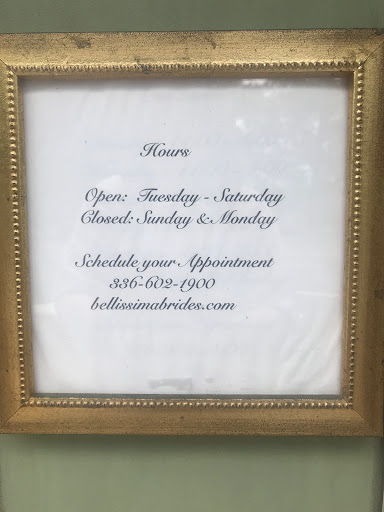 Hours
Open: Tuesday - Saturday
Closed: Sunday & Monday
Schedule your Appointment
336-602-1900
bellissimabrides.com